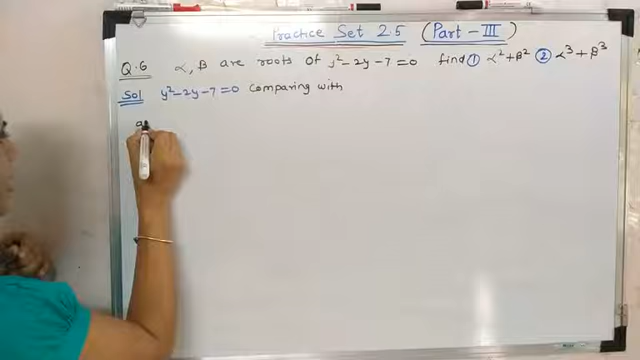 Practice Set 2.5 (Part-III)
Q.6 α, β are roots of y²-2y-7=0 find ① α²+β² ② α³+β³
Sol y²-2y-7=0 comparing with
a